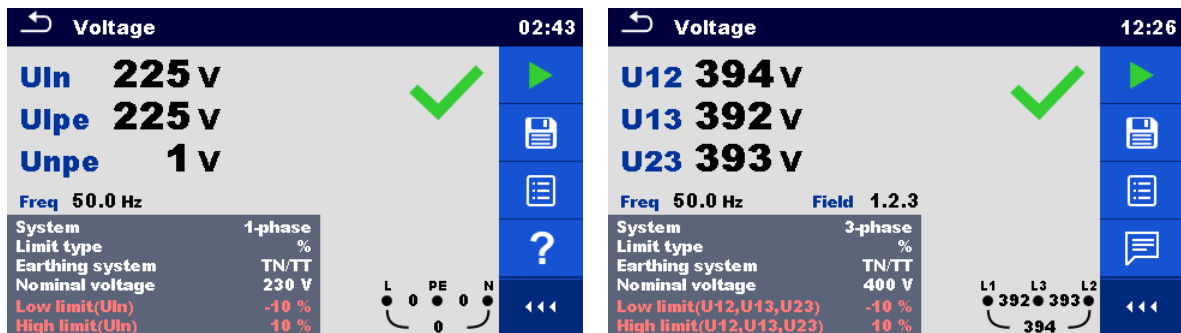 Voltage 02:43
Uln 225 V
Ulpe 225 V
Unpe 1 V
Freq 50.0 Hz
System 1-phase
Limit type %
Earthing system TN/TT
Nominal voltage 230 V
Low limit(Uln) -10 %
High limit(Uln) 10 %
L PE N
0 0
0
?
Voltage 12:26
U12 394 V
U13 392 V
U23 393 V
Freq 50.0 Hz Field 1.2.3
System 3-phase
Limit type %
Earthing system TN/TT
Nominal voltage 400 V
Low limit(U12,U13,U23) -10 %
High limit(U12,U13,U23) 10 %
L1 L3 L2
392 393
394